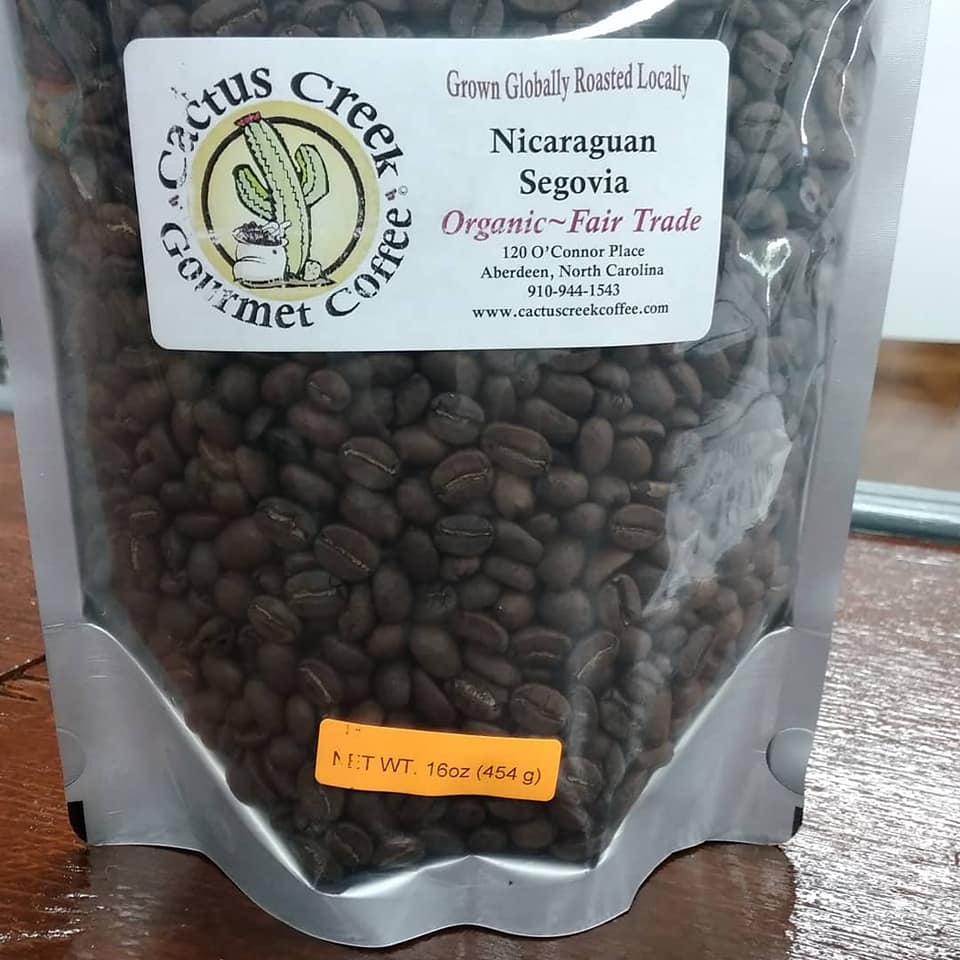 Cactus Creek
Gourmet Coffee
Grown Globally Roasted Locally
Nicaraguan
Segovia
Organic~Fair Trade
120 O'Connor Place
Aberdeen, North Carolina
910-944-1543
www.cactuscreekcoffee.com
NET WT. 16oz (454 g)